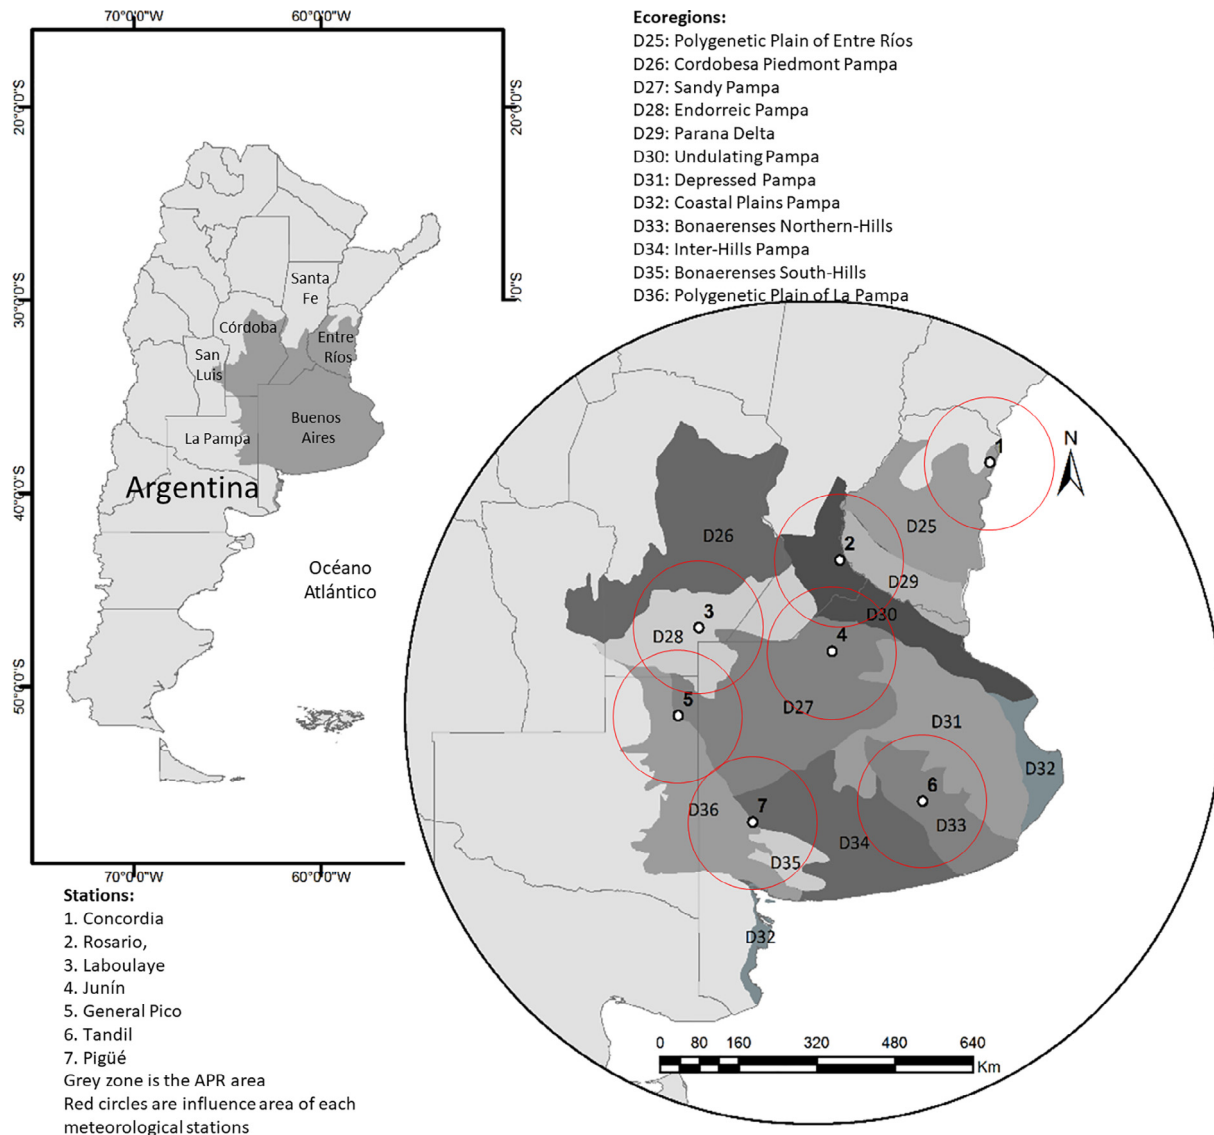 70°0'0"W 60°0'0"W
20°0'0"S
20°0'0"S
30°0'0"S
0°0'0"S
40°0'0"S
50°0'0"S
70°0'0"W 60°0'0"W
Santa
Fe
Córdoba
Entre
Ríos
San
Luis
Buenos
Aires
La Pampa
Argentina
Océano
Atlántico
Ecoregions:
D25: Polygenetic Plain of Entre Ríos
D26: Cordobesa Piedmont Pampa
D27: Sandy Pampa
D28: Endorreic Pampa
D29: Parana Delta
D30: Undulating Pampa
D31: Depressed Pampa
D32: Coastal Plains Pampa
D33: Bonaerenses Northern-Hills
D34: Inter-Hills Pampa
D35: Bonaerenses South-Hills
D36: Polygenetic Plain of La Pampa
N
1
D25
D26
2
D29
3
D30
D28
4
5
D27
D31
D32
6
D36
7
D33
D34
D35
D32
0 80 160 320 480 640
Km
Stations:
1. Concordia
2. Rosario,
3. Laboulaye
4. Junín
5. General Pico
6. Tandil
7. Pigüé
Grey zone is the APR area
Red circles are influence area of each
meteorological stations